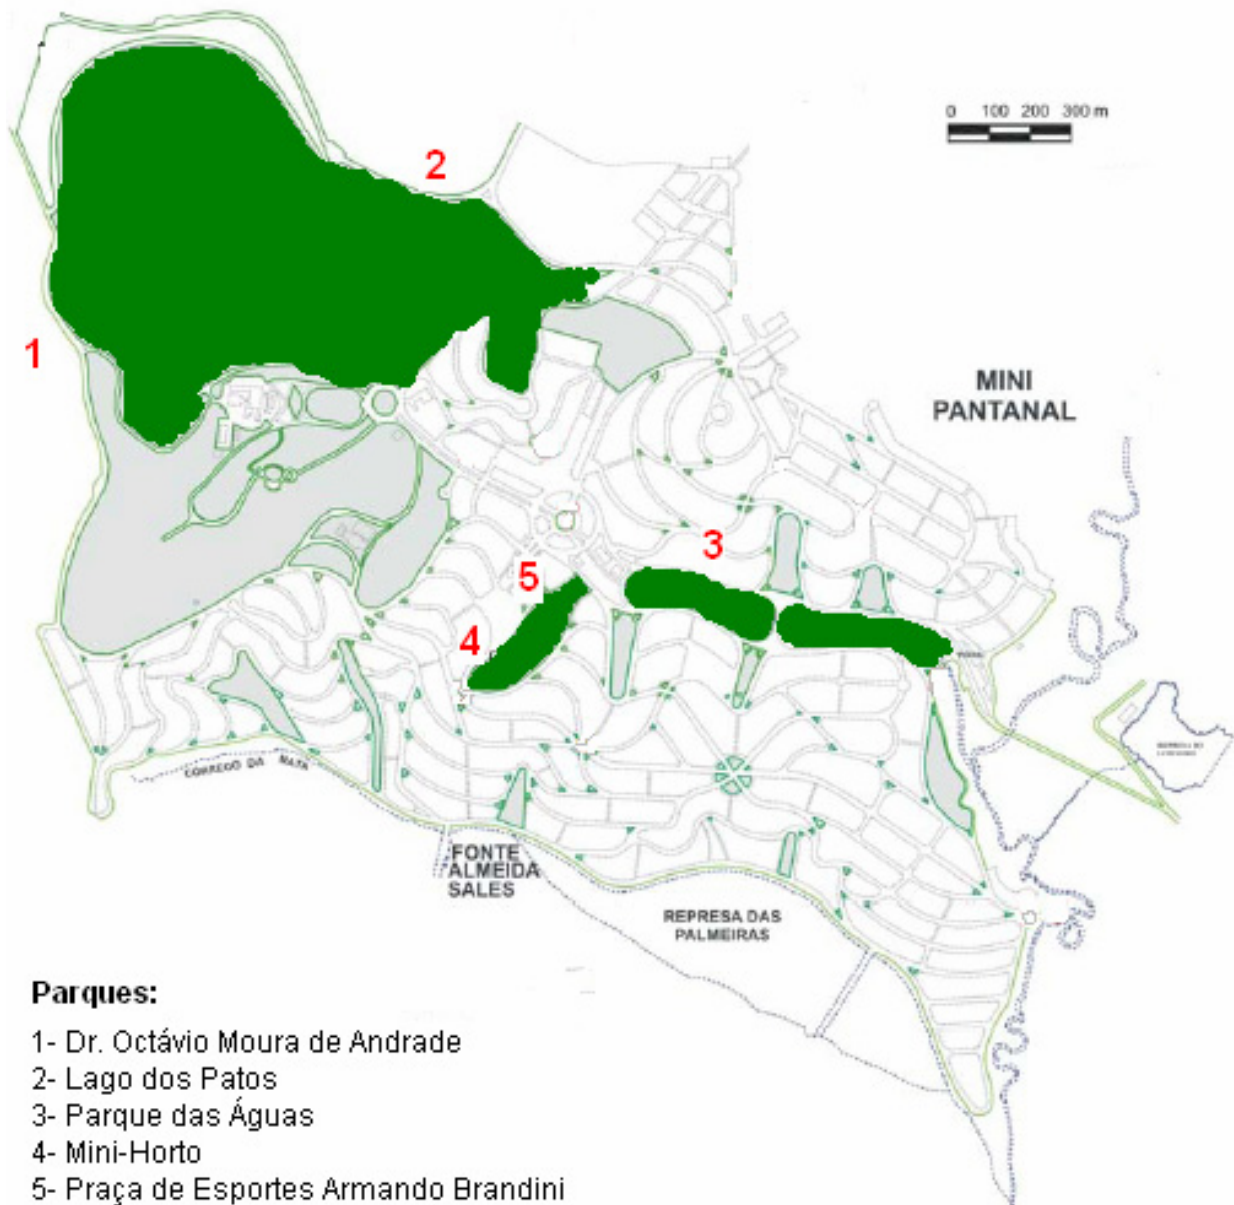 0 100 200 300 m
2
1
MINI
PANTANAL
3
5
4
CORREGO DA MATA
FONTE
ALMEIDA
SALES
REPRESA DAS
PALMEIRAS
Parques:
1- Dr. Octávio Moura de Andrade
2- Lago dos Patos
3- Parque das Águas
4- Mini-Horto
5- Praça de Esportes Armando Brandini